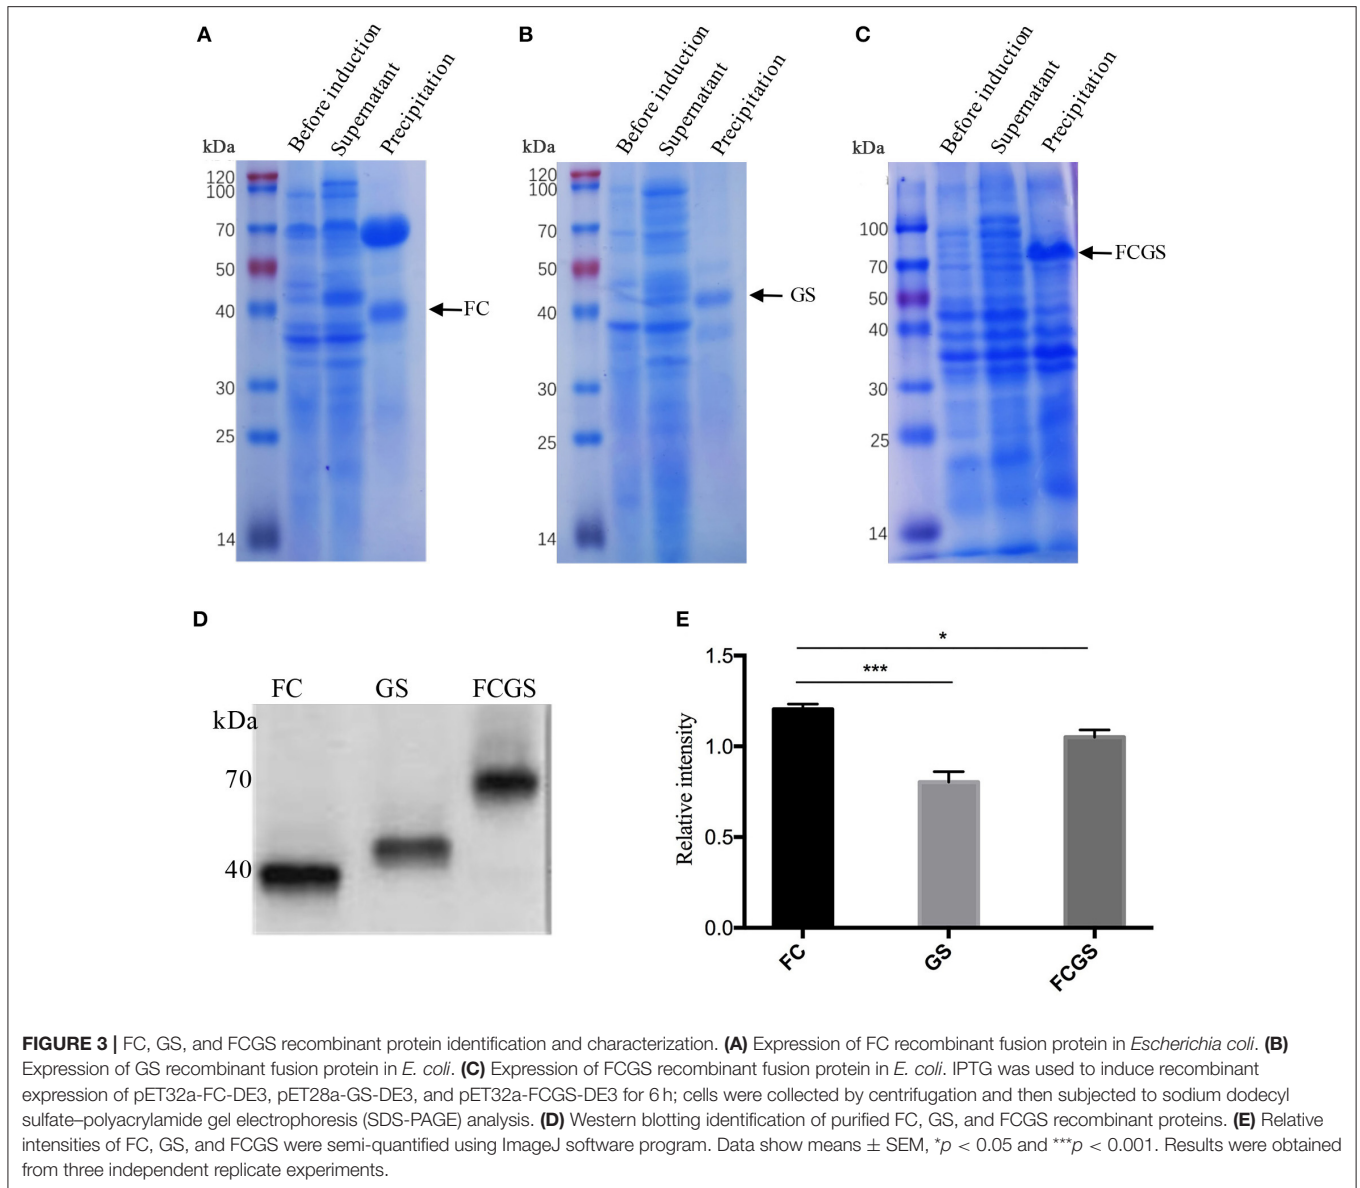 A
Before induction
Supernatant
Precipitation
kDa
120
100
70
50
40
30
25
14
FC
B
Before induction
Supernatant
Precipitation
120
100
70
50
40
30
25
14
GS
C
Before induction
Supernatant
Precipitation
kDa
kDa
100
70
50
40
30
25
14
FCGS
D
FC GS FCGS
kDa
70
40
E
*
***
1.5
1.0
0.5
0.0
Relative intensity
FC
GS
FCGS
FIGURE 3 | FC, GS, and FCGS recombinant protein identification and characterization. (A) Expression of FC recombinant fusion protein in Escherichia coli. (B)
Expression of GS recombinant fusion protein in E. coli. (C) Expression of FCGS recombinant fusion protein in E. coli. IPTG was used to induce recombinant
expression of pET32a-FC-DE3, pET28a-GS-DE3, and pET32a-FCGS-DE3 for 6 h; cells were collected by centrifugation and then subjected to sodium dodecyl
sulfate–polyacrylamide gel electrophoresis (SDS-PAGE) analysis. (D) Western blotting identification of purified FC, GS, and FCGS recombinant proteins. (E) Relative
intensities of FC, GS, and FCGS were semi-quantified using ImageJ software program. Data show means ± SEM, *p < 0.05 and ***p < 0.001. Results were obtained
from three independent replicate experiments.